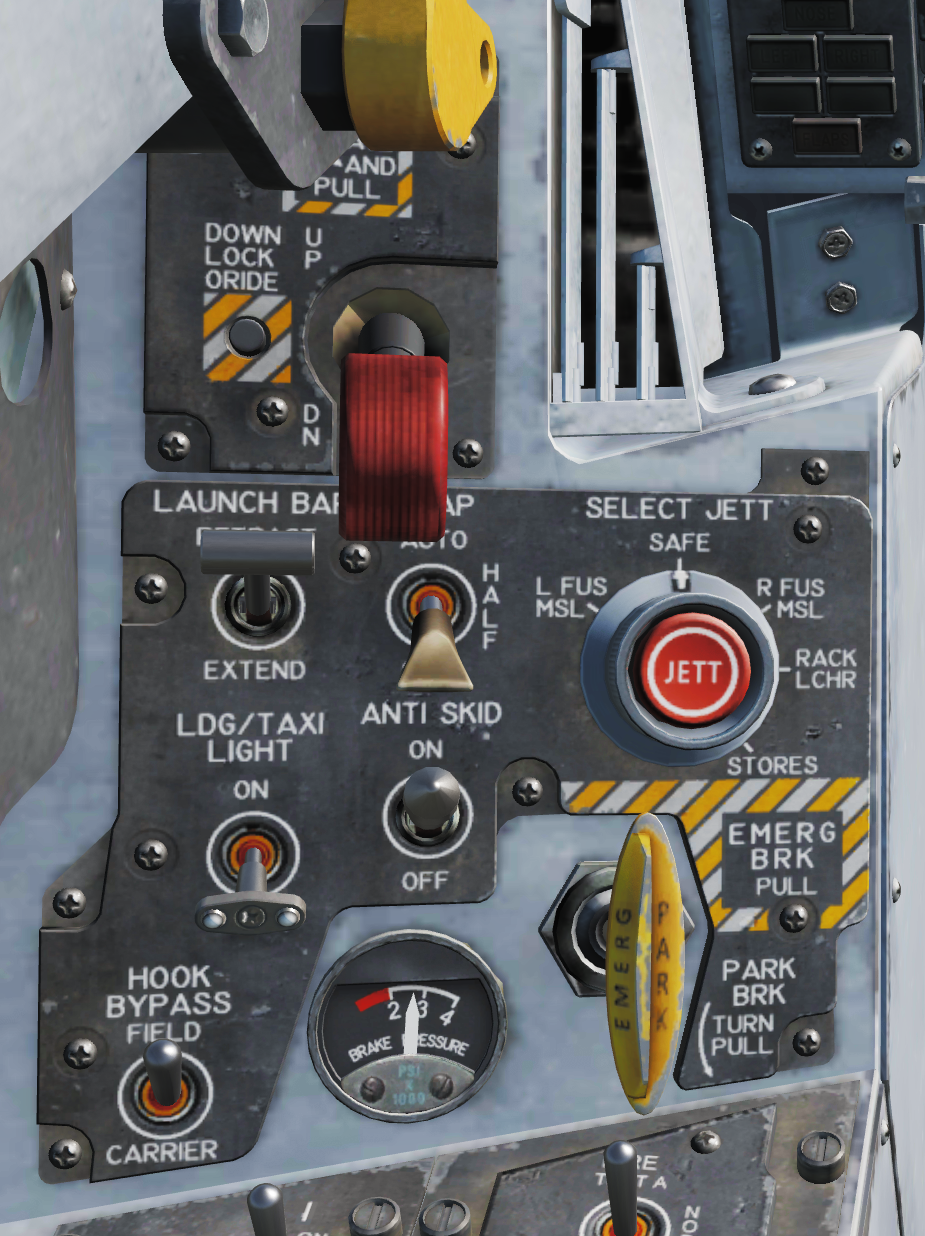 AND
PULL
DOWN
LOCK
ORIDE
UP
DN
LAUNCH BAR
SELECT JETT
AUTO
SAFE
HALF
L FUS
MSL
R FUS
MSL
RACK
LCHR
JETT
EXTEND
STORES
LDG/TAXI
LIGHT
ANTI SKID
ON
ON
OFF
EMERG
BRK
PULL
EMERG
PARK
PARK
BRK
TURN
PULL
HOOK
BYPASS
FIELD
CARRIER
2 3 4
BRAKE PRESSURE
PSI
X
1000